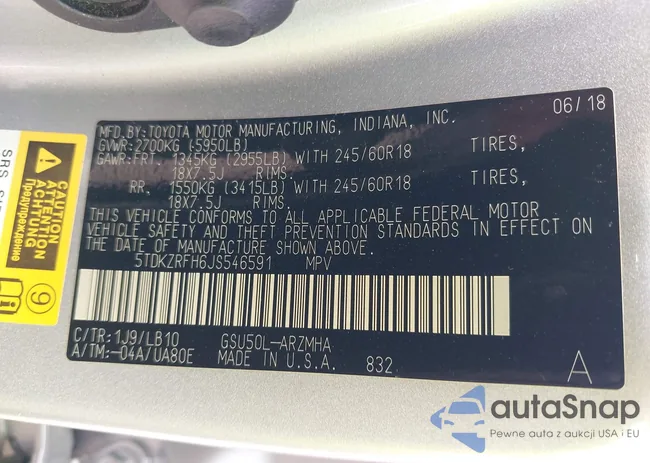 06/18
MFD.BY:TOYOTA MOTOR MANUFACTURING, INDIANA, INC.
GVWR:2700KG (5950LB)
GAWR:FRT. 1345KG (2955LB) WITH 245/60R18 TIRES,
18X7.5J RIMS.
RR, 1550KG (3415LB) WITH 245/60R18 TIRES,
18X7.5J RIMS.
THIS VEHICLE CONFORMS TO ALL APPLICABLE FEDERAL MOTOR
VEHICLE SAFETY AND THEFT PREVENTION STANDARDS IN EFFECT ON
THE DATE OF MANUFACTURE SHOWN ABOVE.
5TDKZRFH6JS546591 MPV
C/TR:1J9/LB10 GSU50L-ARZMHA
A/TM:-04A/UA80E MADE IN U.S.A. 832 A
CAUTION
ATTENTION
ACHTUNG
Предупреждение
9
SRS
autaSnap
Pewne auta z aukcji USA i EU